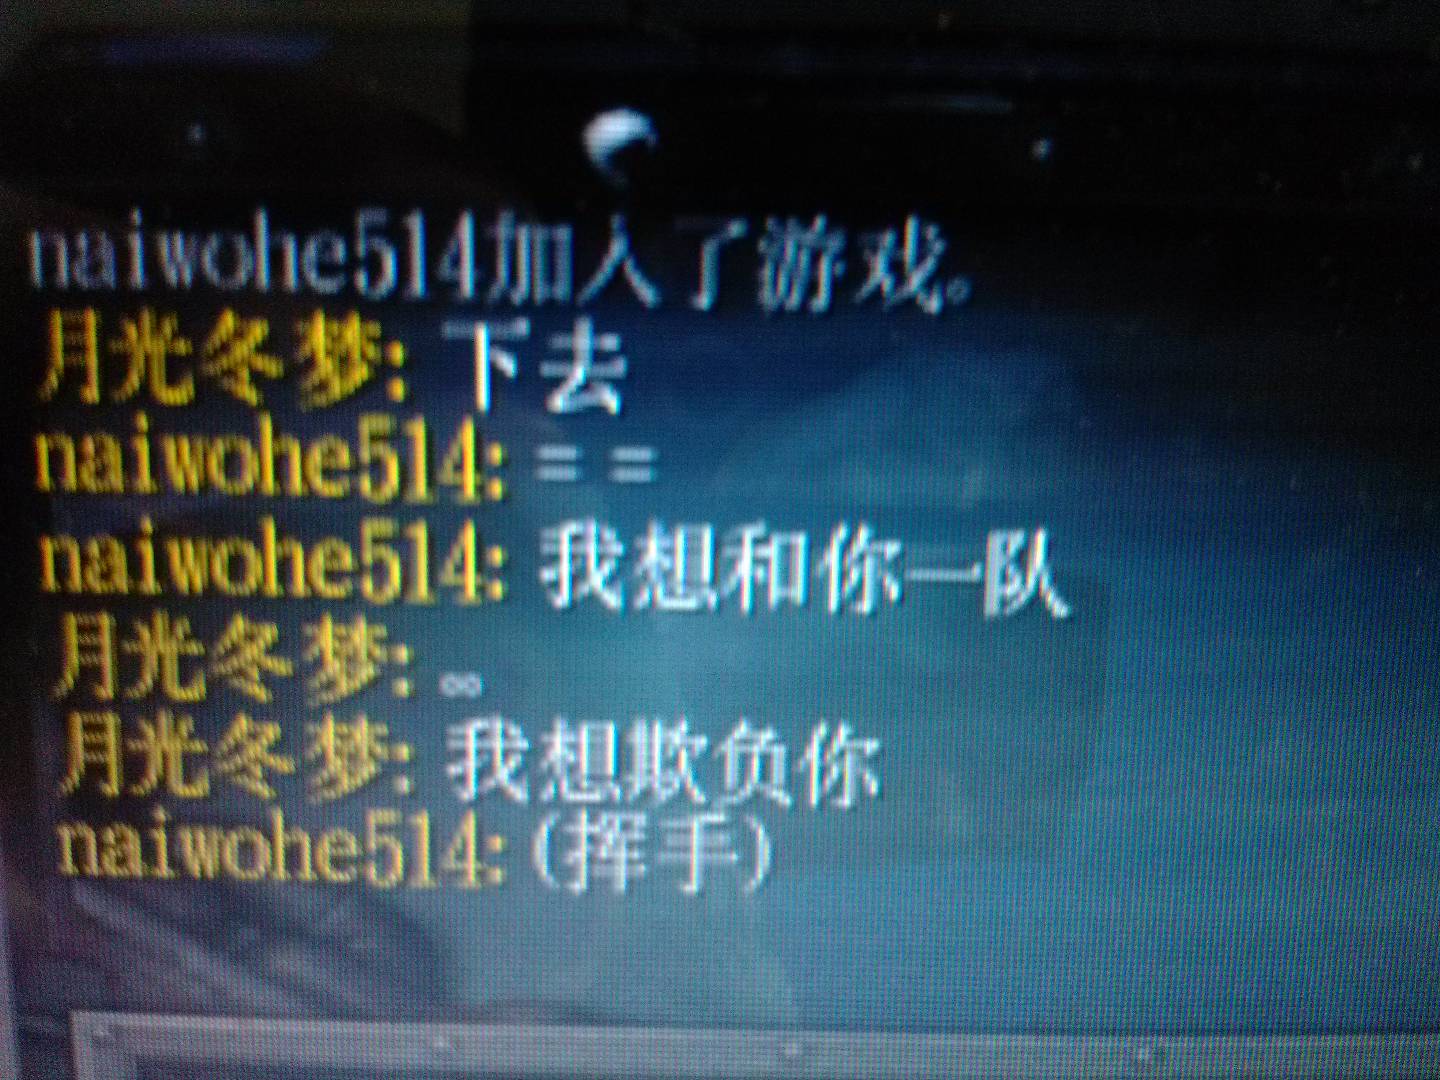 naiwohe514加入了游戏。
月光冬梦: 下去
naiwohe514: = =
naiwohe514: 我想和你一队
月光冬梦: 。。
月光冬梦: 我想欺负你
naiwohe514: (挥手)